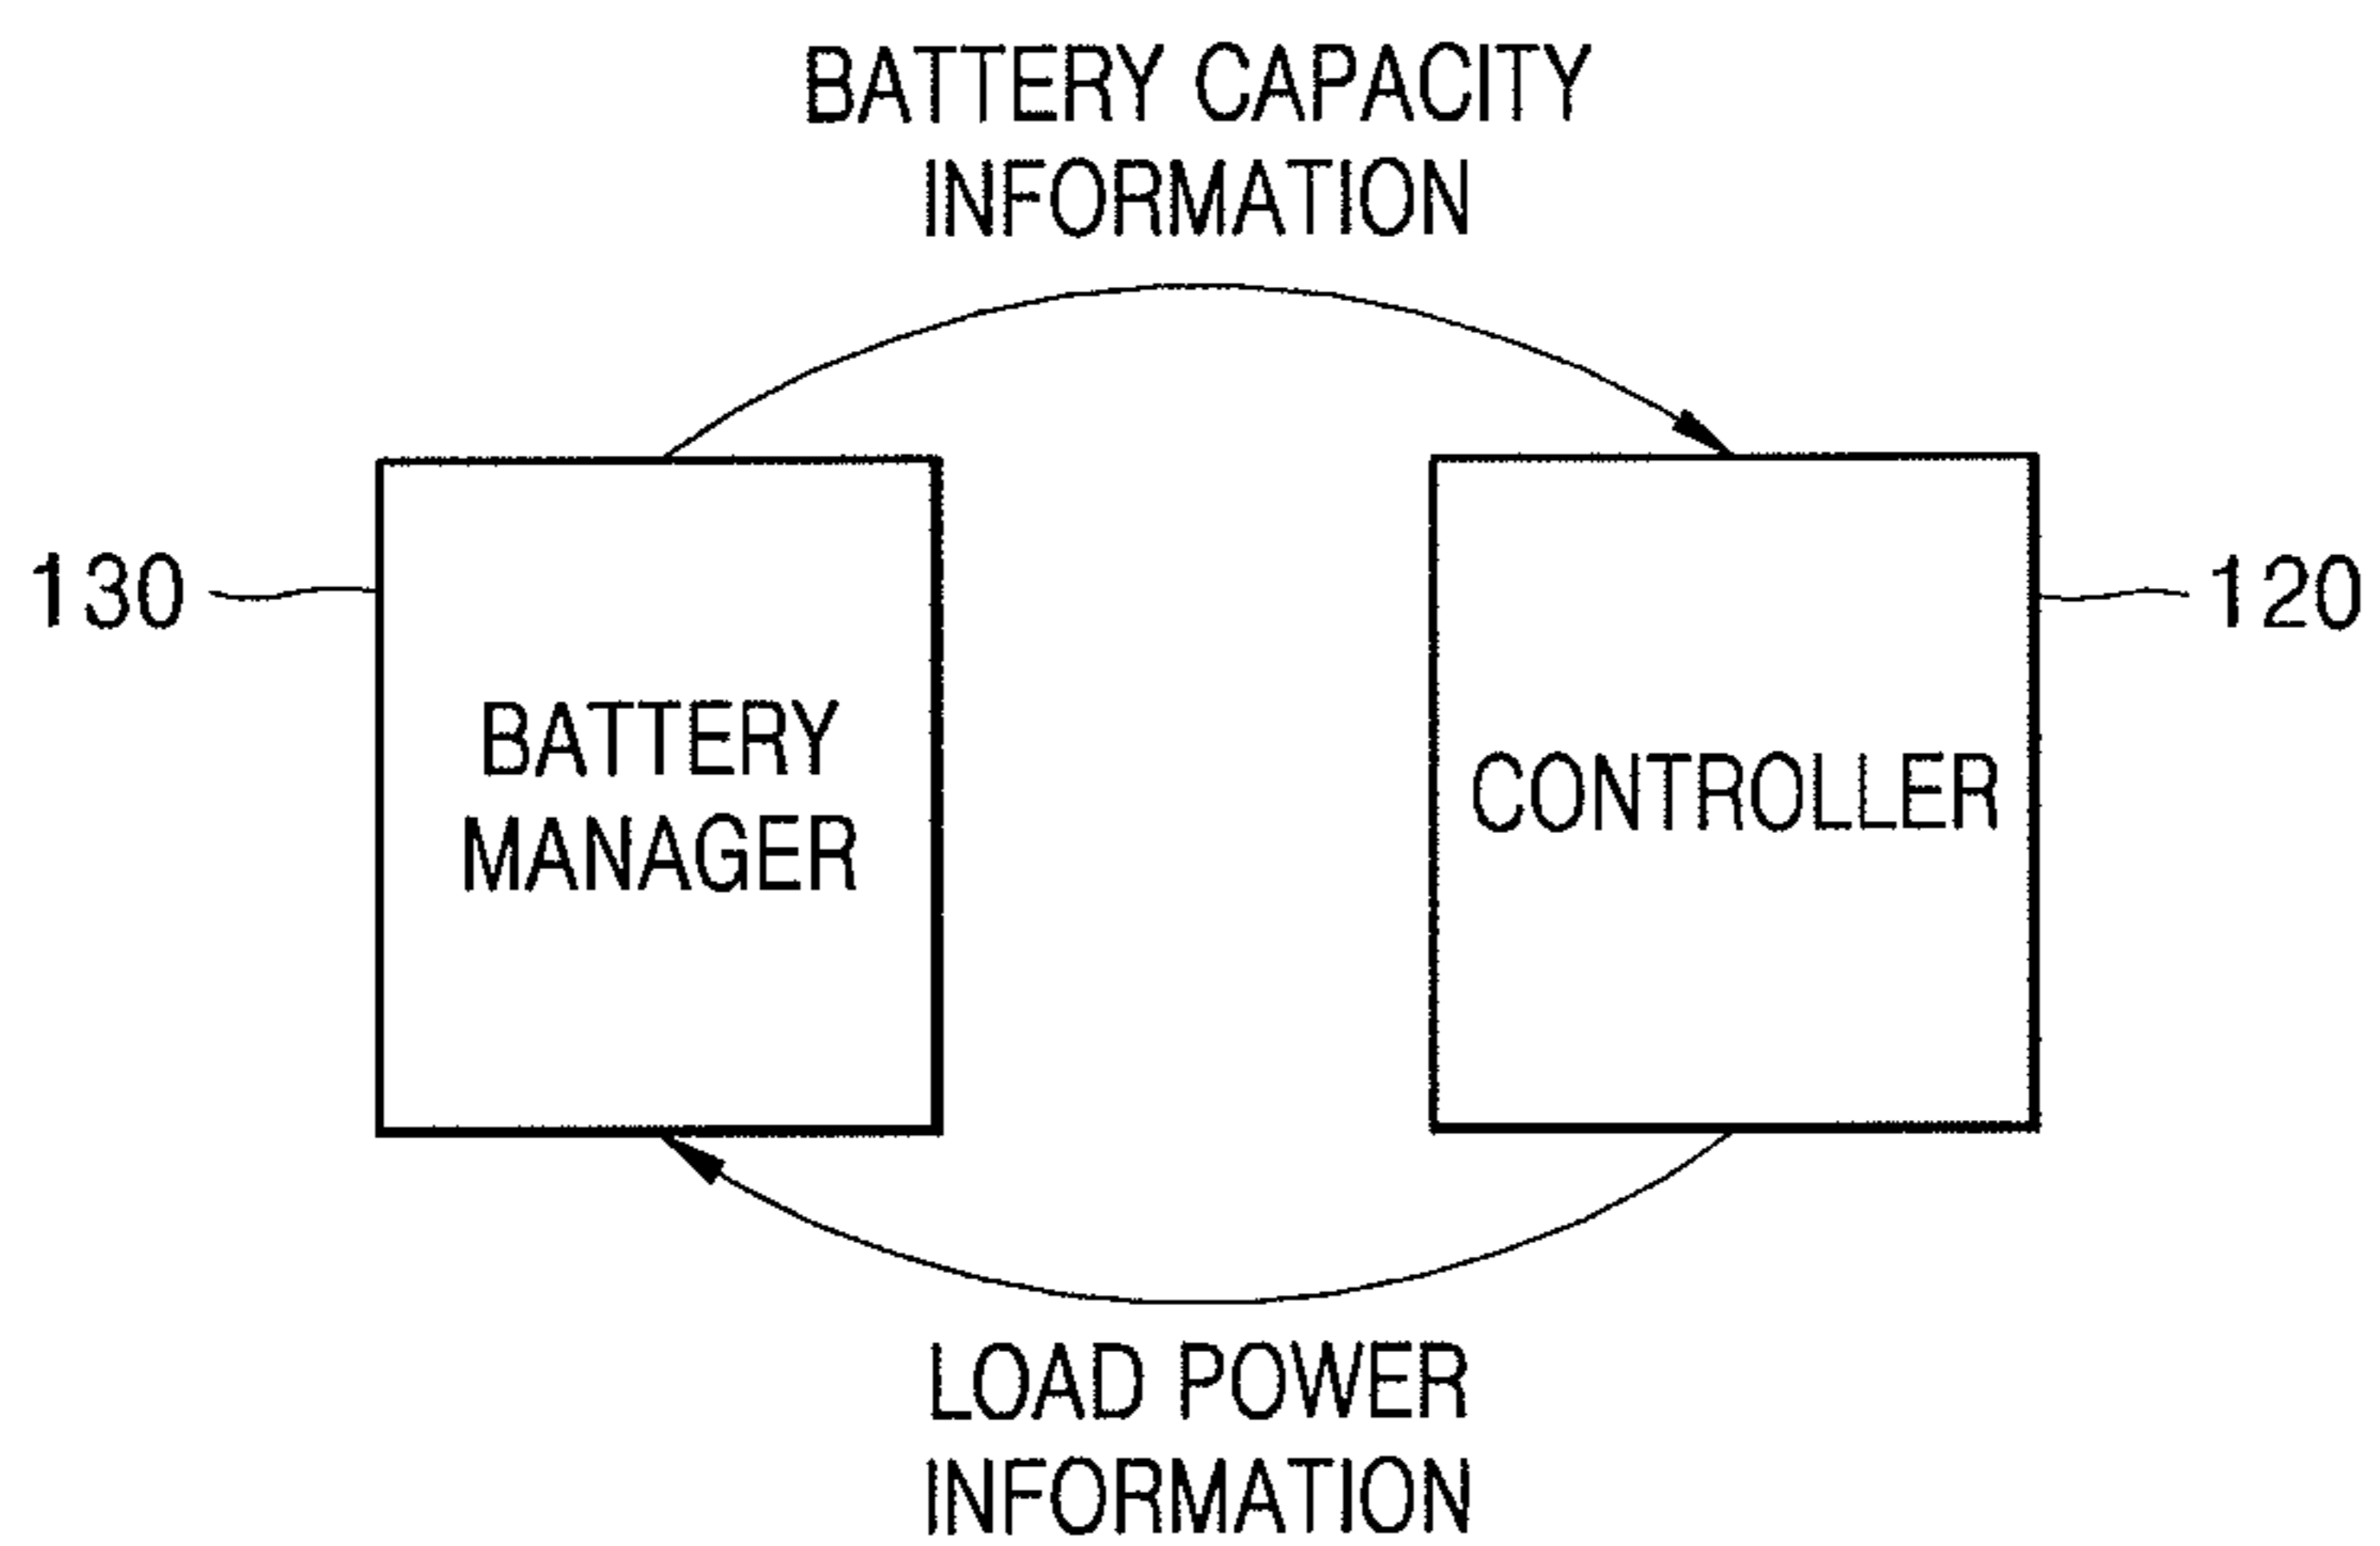 BATTERY CAPACITY
INFORMATION
130
120
BATTERY
MANAGER
CONTROLLER
LOAD POWER
INFORMATION